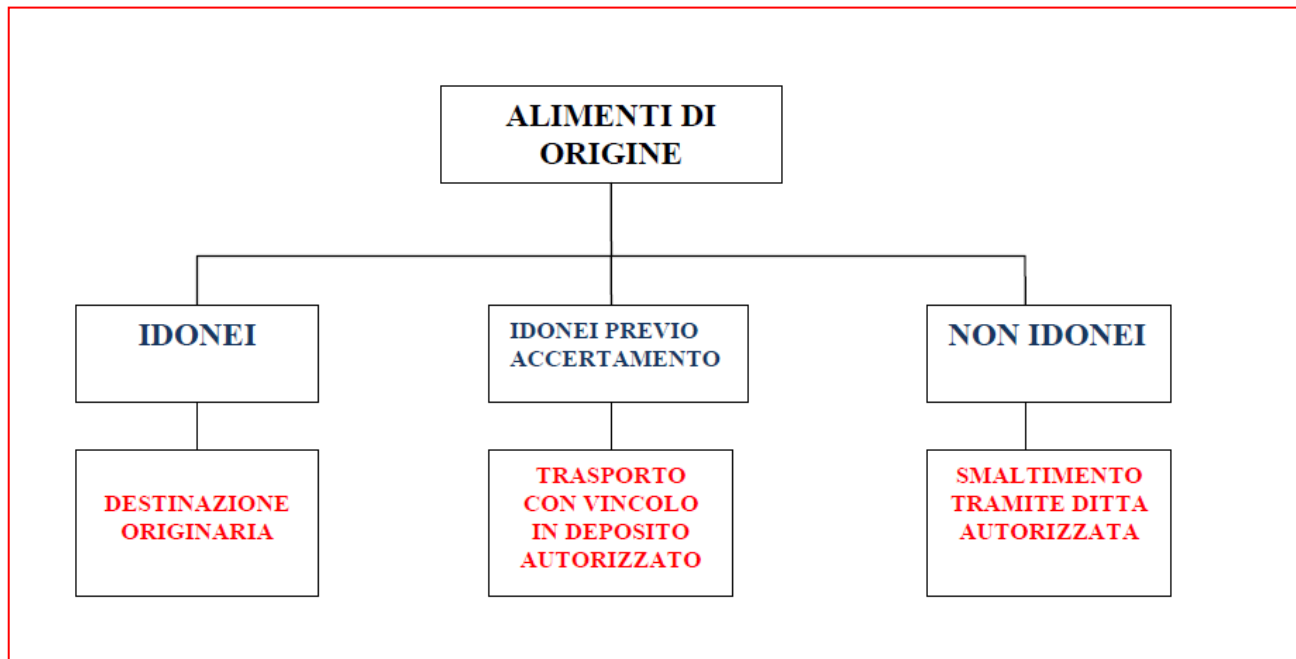 ALIMENTI DI
ORIGINE
IDONEI
IDONEI PREVIO
ACCERTAMENTO
NON IDONEI
DESTINAZIONE
ORIGINARIA
TRASPORTO
CON VINCOLO
IN DEPOSITO
AUTORIZZATO
SMALTIMENTO
TRAMITE DITTA
AUTORIZZATA